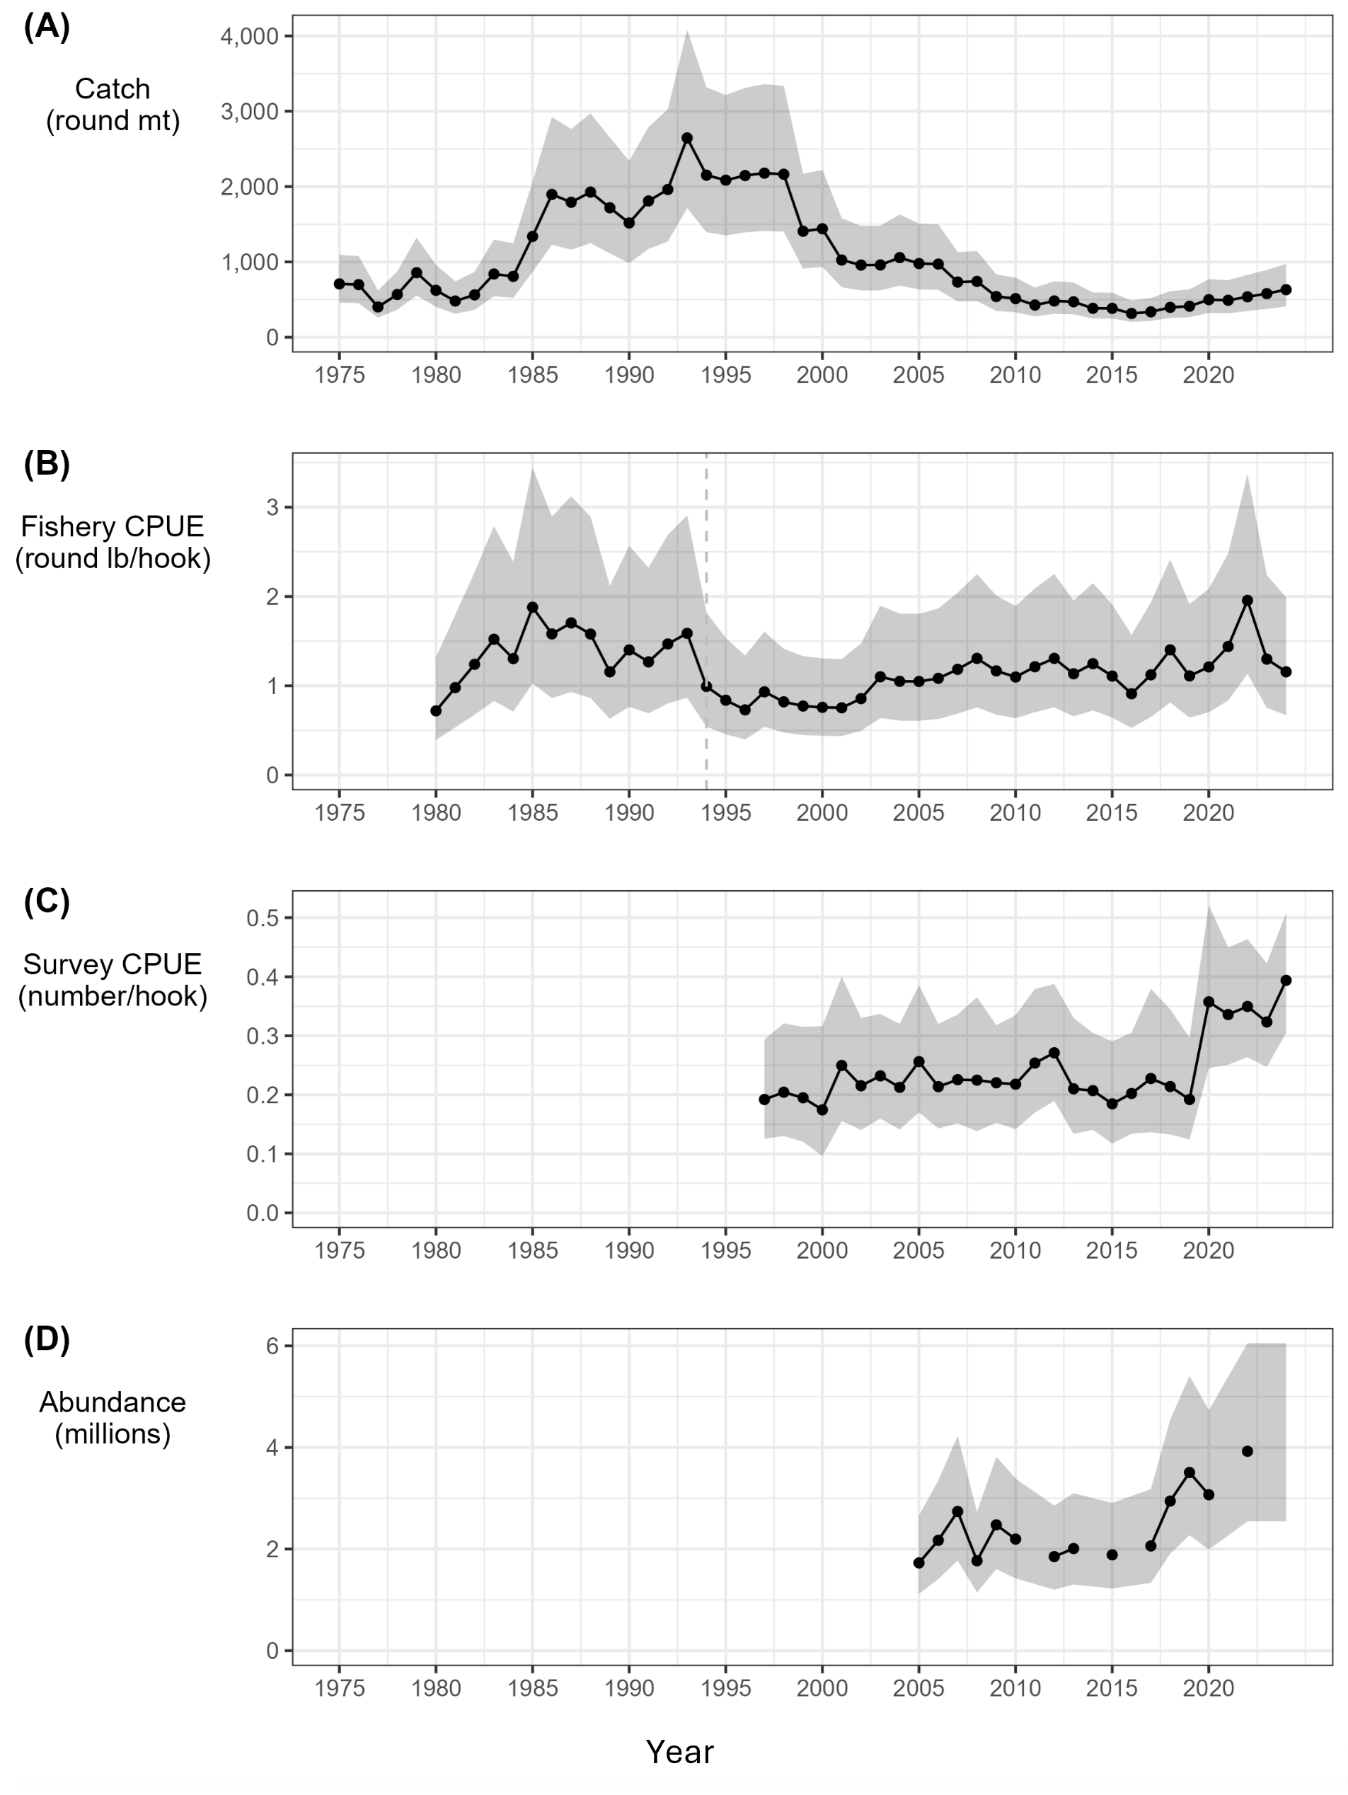 (A)
Catch
(round mt)
4,000
3,000
2,000
1,000
0
1975 1980 1985 1990 1995 2000 2005 2010 2015 2020
(B)
Fishery CPUE
(round lb/hook)
3
2
1
0
1975 1980 1985 1990 1995 2000 2005 2010 2015 2020
(C)
Survey CPUE
(number/hook)
0.5
0.4
0.3
0.2
0.1
0.0
1975 1980 1985 1990 1995 2000 2005 2010 2015 2020
(D)
Abundance
(millions)
6
4
2
0
1975 1980 1985 1990 1995 2000 2005 2010 2015 2020
Year